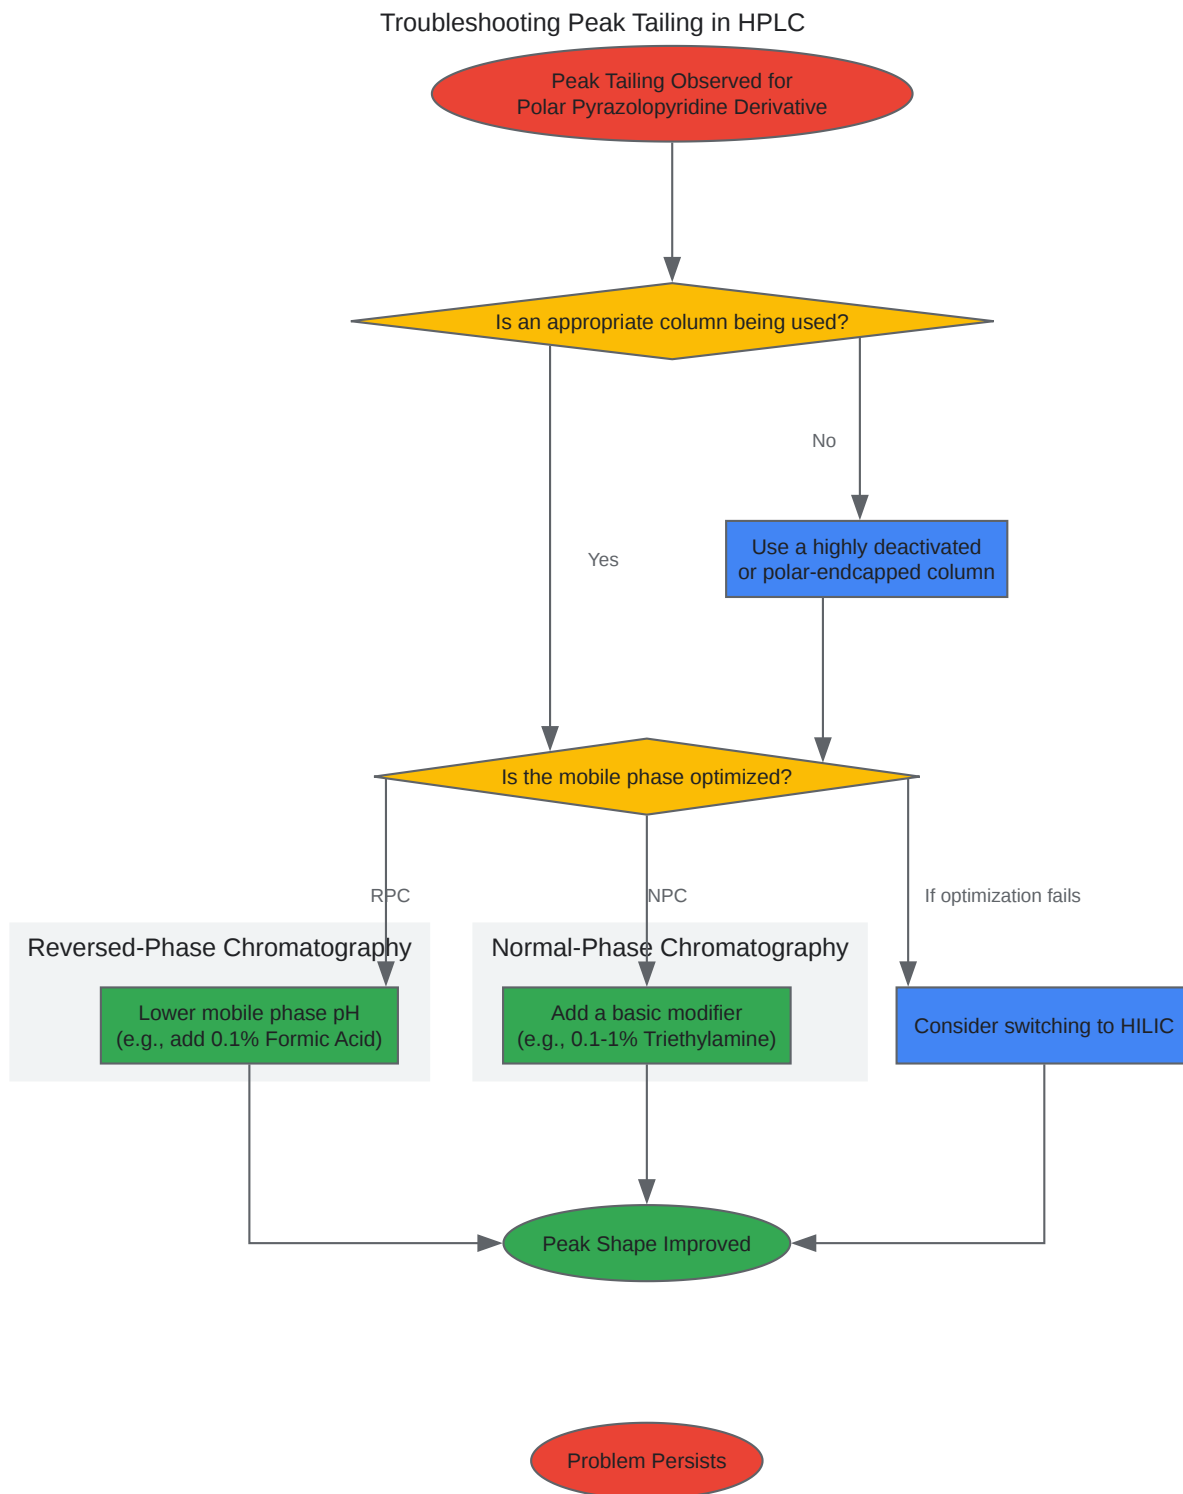 Troubleshooting Peak Tailing in HPLC
Peak Tailing Observed for
Polar Pyrazolopyridine Derivative
Is an appropriate column being used?
No
Use a highly deactivated
or polar-endcapped column
Yes
Is the mobile phase optimized?
RPC
NPC
If optimization fails
Reversed-Phase Chromatography
Lower mobile phase pH
(e.g., add 0.1% Formic Acid)
Normal-Phase Chromatography
Add a basic modifier
(e.g., 0.1-1% Triethylamine)
Consider switching to HILIC
Peak Shape Improved
Problem Persists